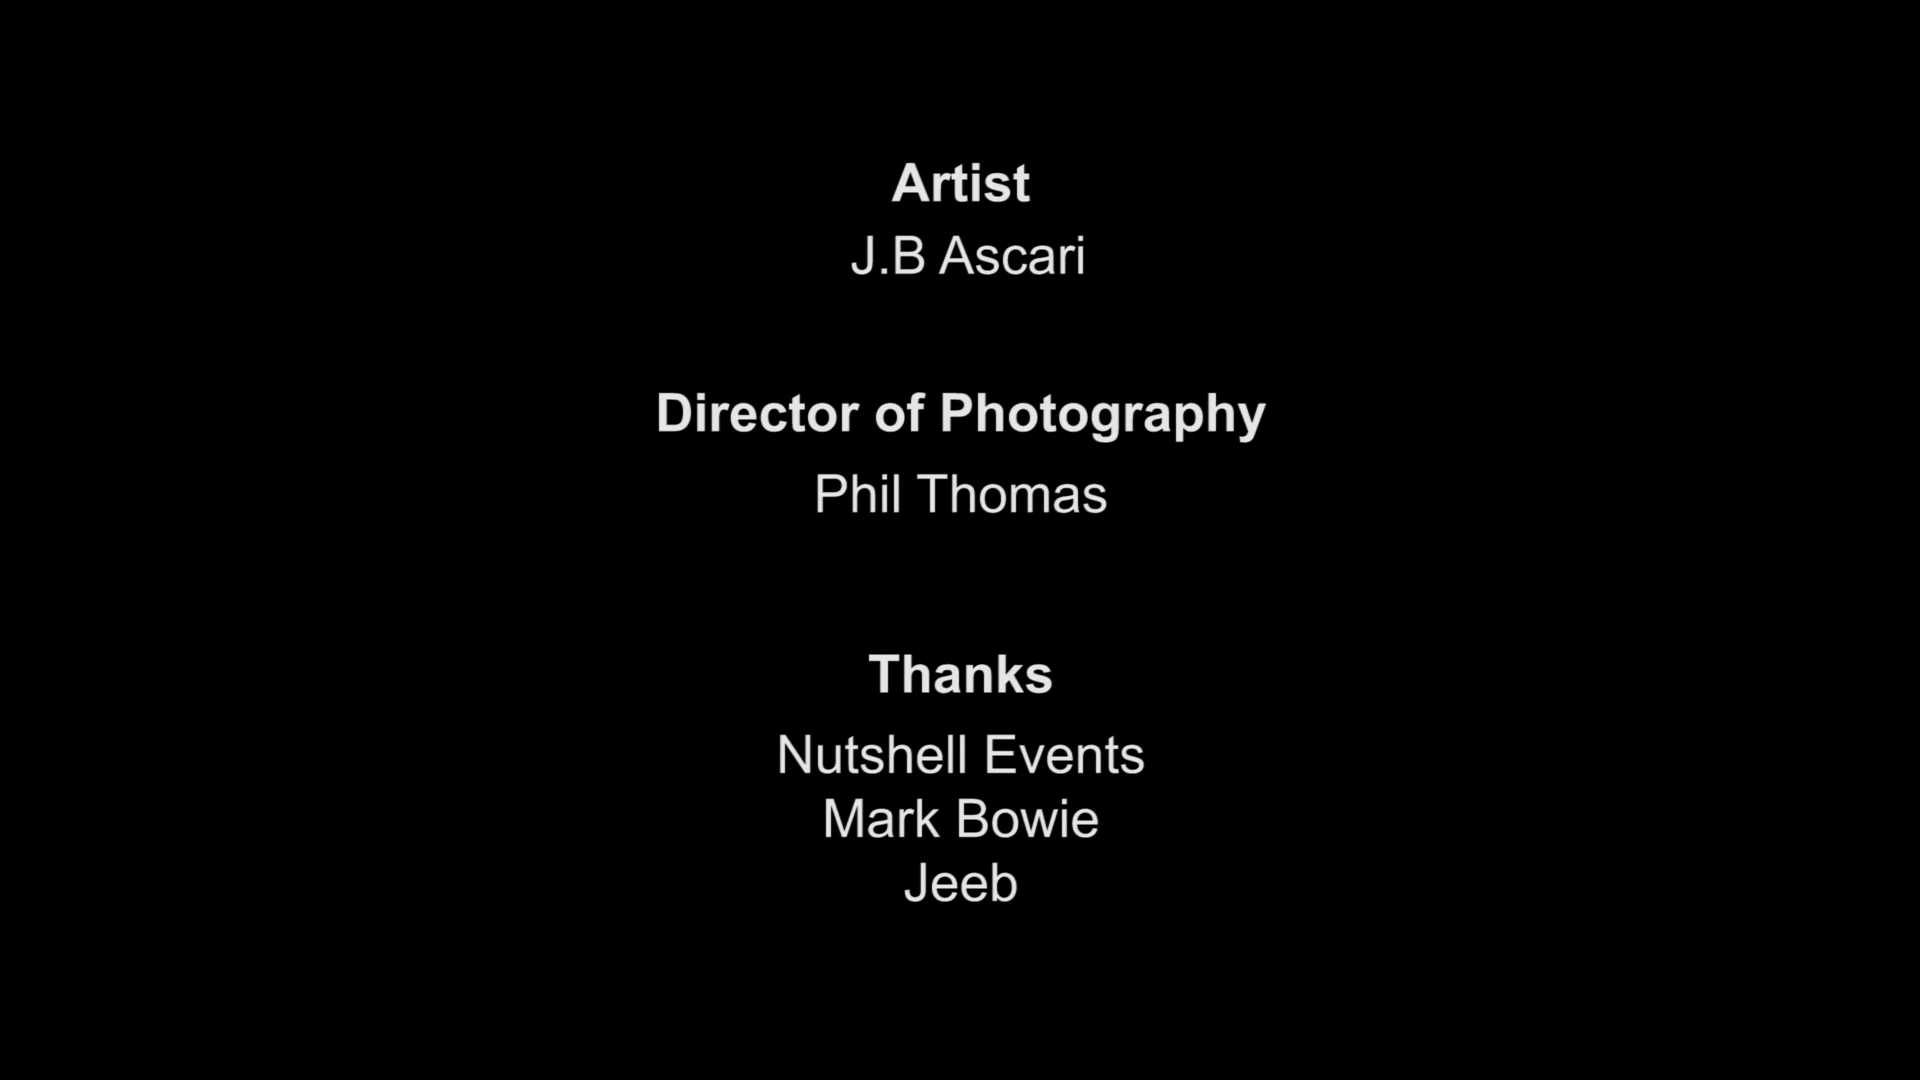 Artist
J.B Ascari
Director of Photography
Phil Thomas
Thanks
Nutshell Events
Mark Bowie
Jeeb